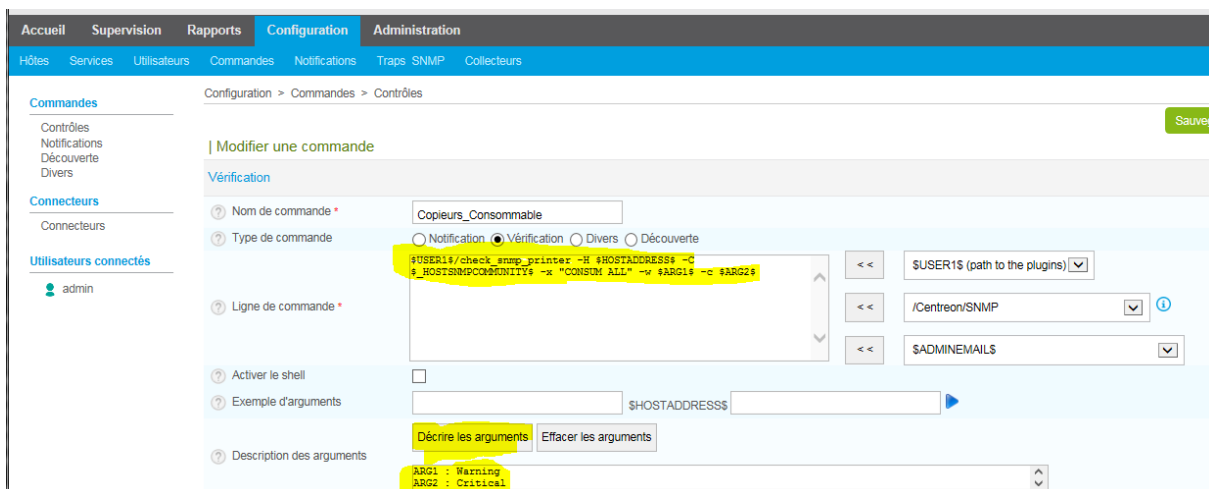 Accueil Supervision Rapports Configuration Administration
Hôtes Services Utilisateurs Commandes Notifications Traps SNMP Collecteurs
Configuration > Commandes > Contrôles
Commandes
Contrôles
Notifications
Découverte
Divers
Connecteurs
Connecteurs
Utilisateurs connectés
admin
| Modifier une commande
Vérification
Nom de commande *
Copieurs_Consommable
Type de commande
Notification Vérification Divers Découverte
Ligne de commande *
$USER1$/check_snmp_printer -H $HOSTADDRESS$ -C
$_HOSTSNMPCOMMUNITY$ -x "CONSUM ALL" -w $ARG1$ -c $ARG2$
<< $USER1$ (path to the plugins)
<< /Centreon/SNMP
<< $ADMINEMAIL$
Activer le shell
Exemple d'arguments
$HOSTADDRESS$
Description des arguments
Décrire les arguments Effacer les arguments
ARG1 : Warning
ARG2 : Critical